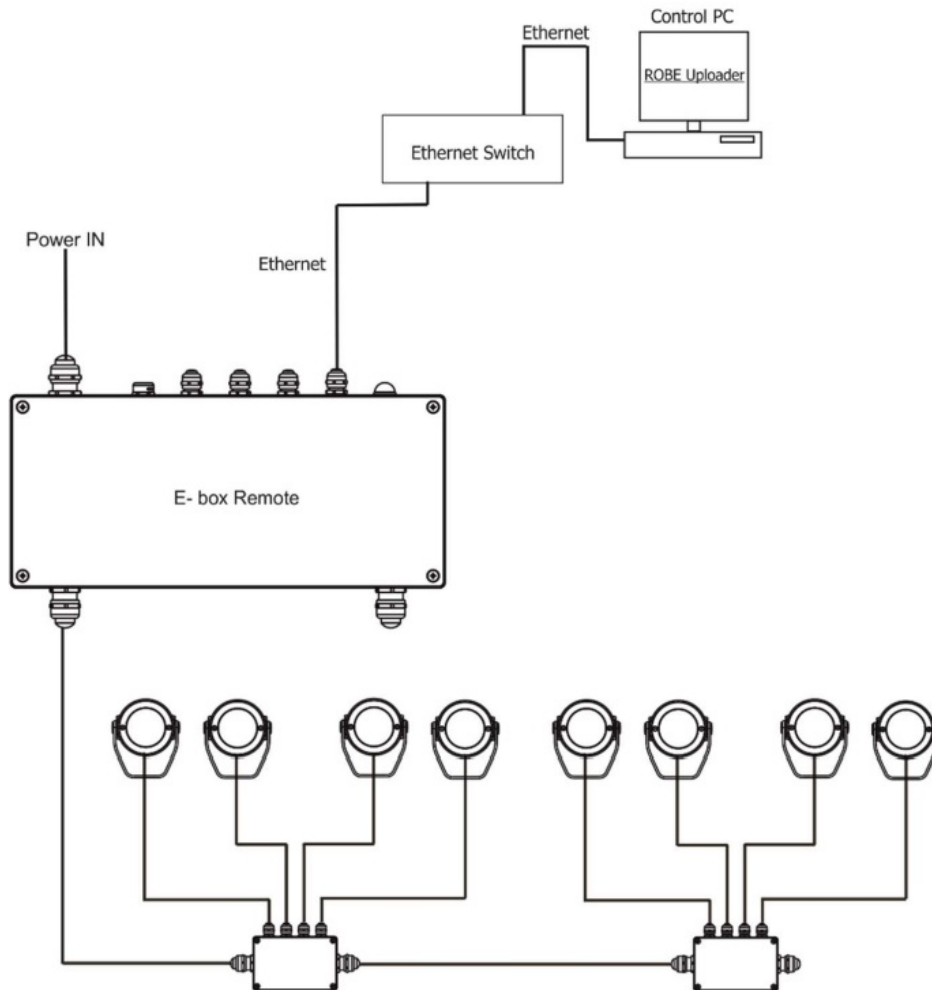 Control PC
Ethernet
ROBE Uploader
Ethernet Switch
Power IN
Ethernet
E- box Remote